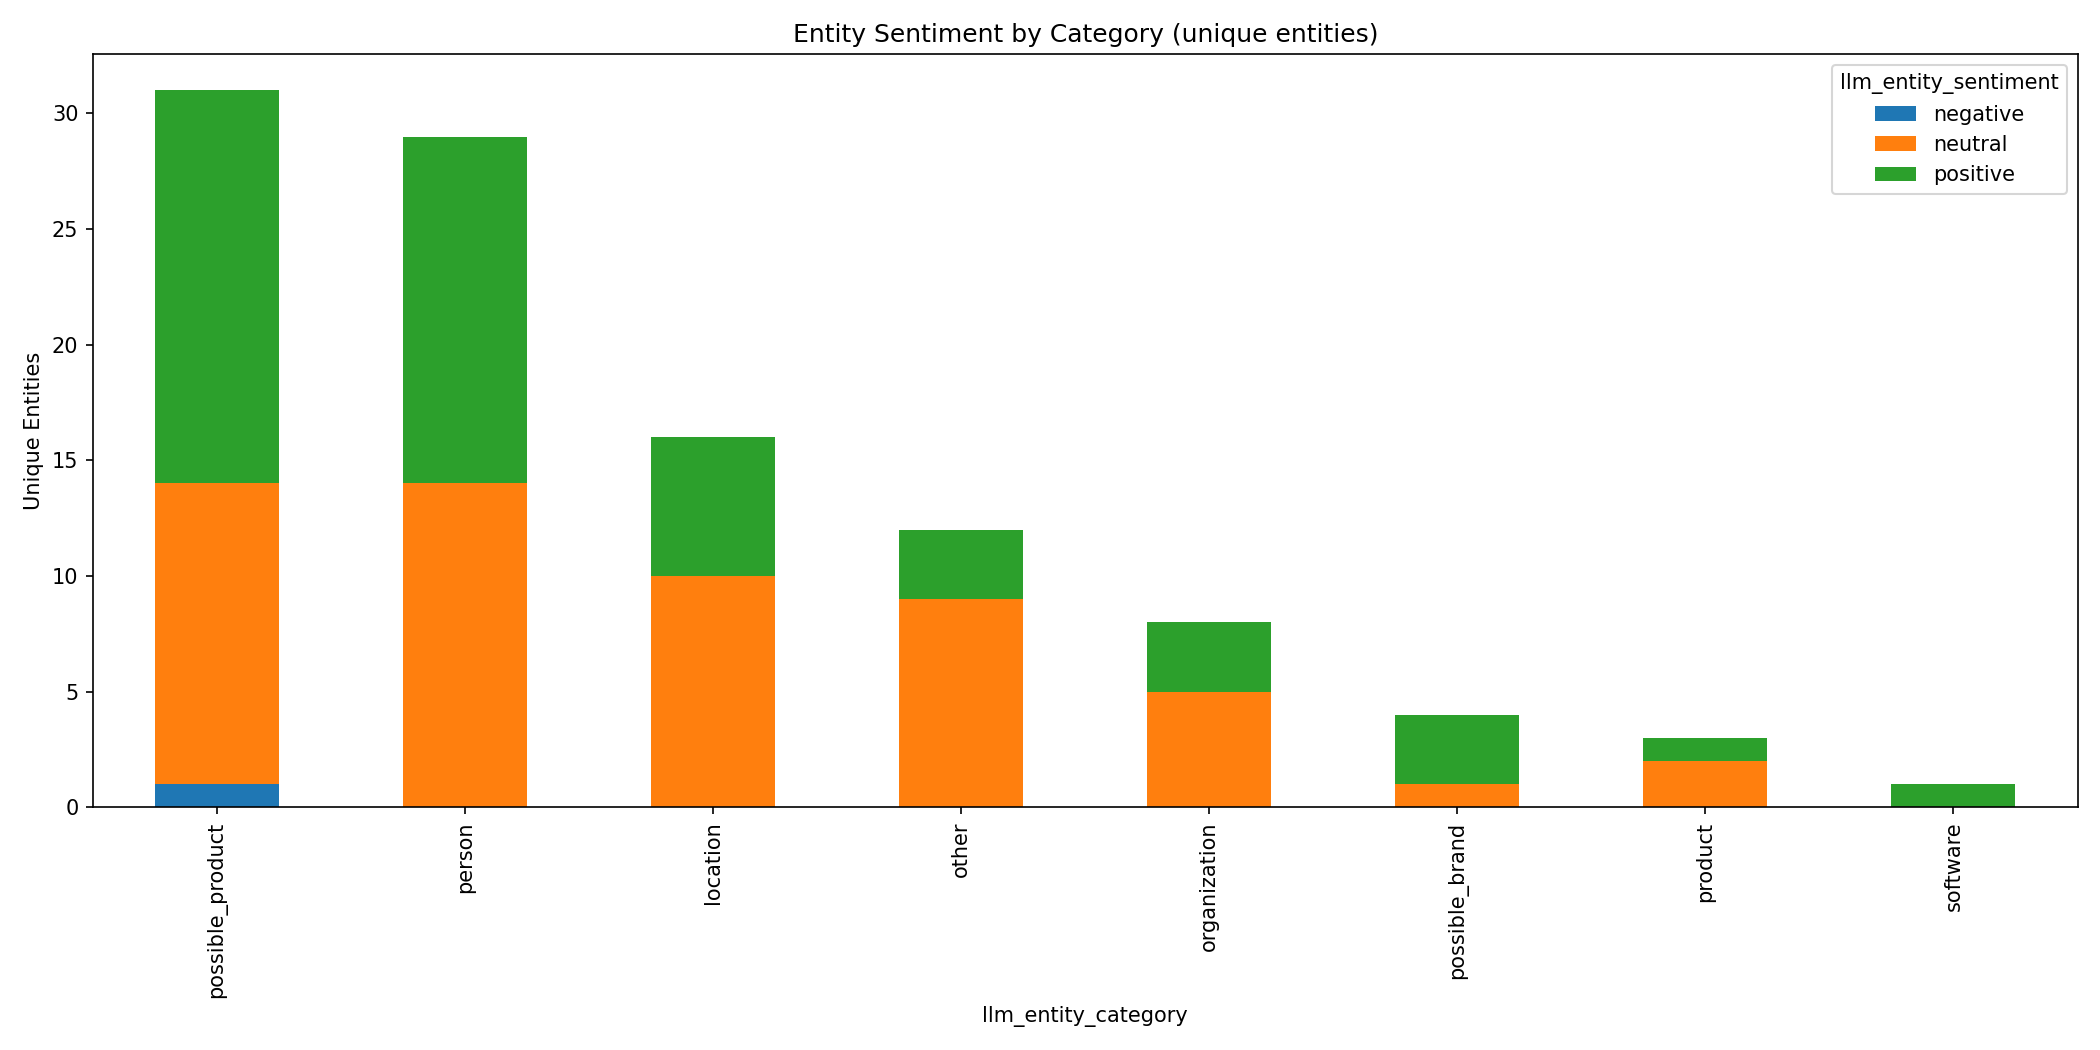 Entity Sentiment by Category (unique entities)
llm_entity_sentiment
negative
neutral
positive
Unique Entities
30
25
20
15
10
5
0
possible_product
person
location
other
organization
possible_brand
product
software
llm_entity_category